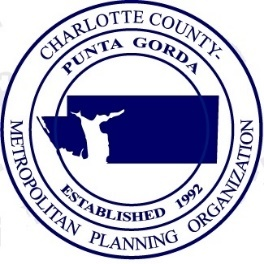 CHARLOTTE COUNTY-
PUNTA GORDA
ESTABLISHED 1992
METROPOLITAN PLANNING ORGANIZATION